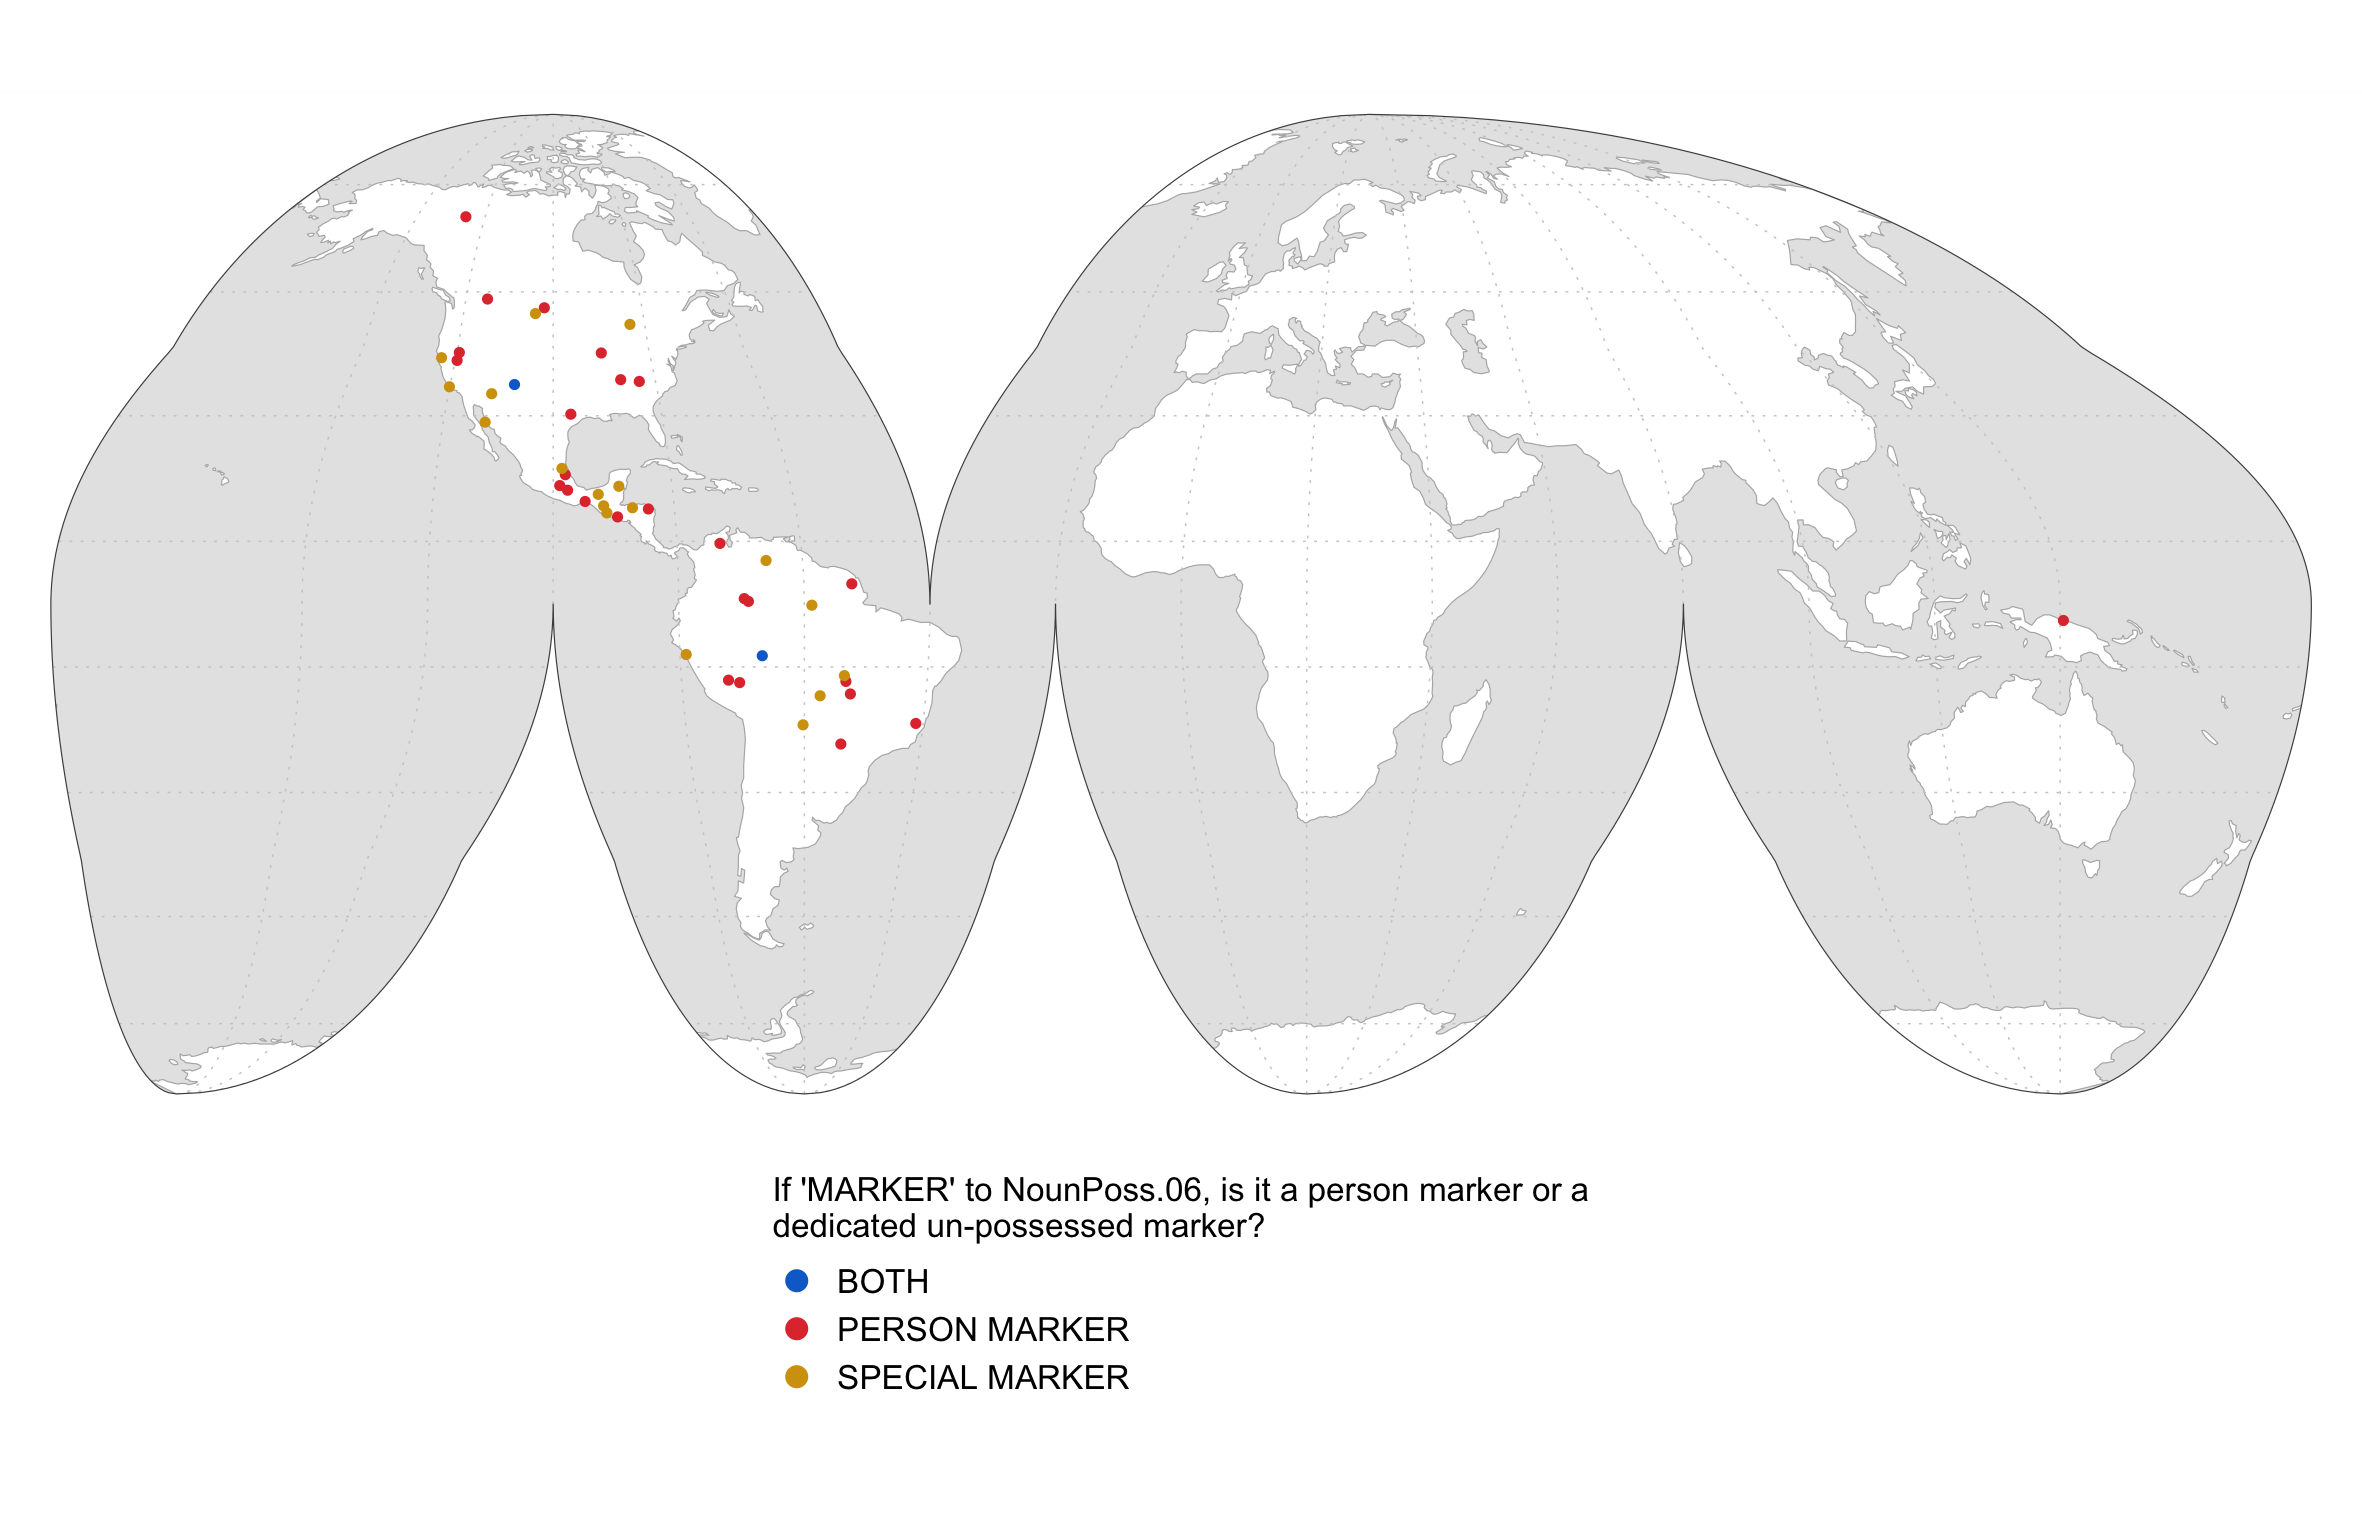 If 'MARKER' to NounPoss.06, is it a person marker or a
dedicated un-possessed marker?
BOTH
PERSON MARKER
SPECIAL MARKER